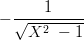 −1/√(X² − 1)